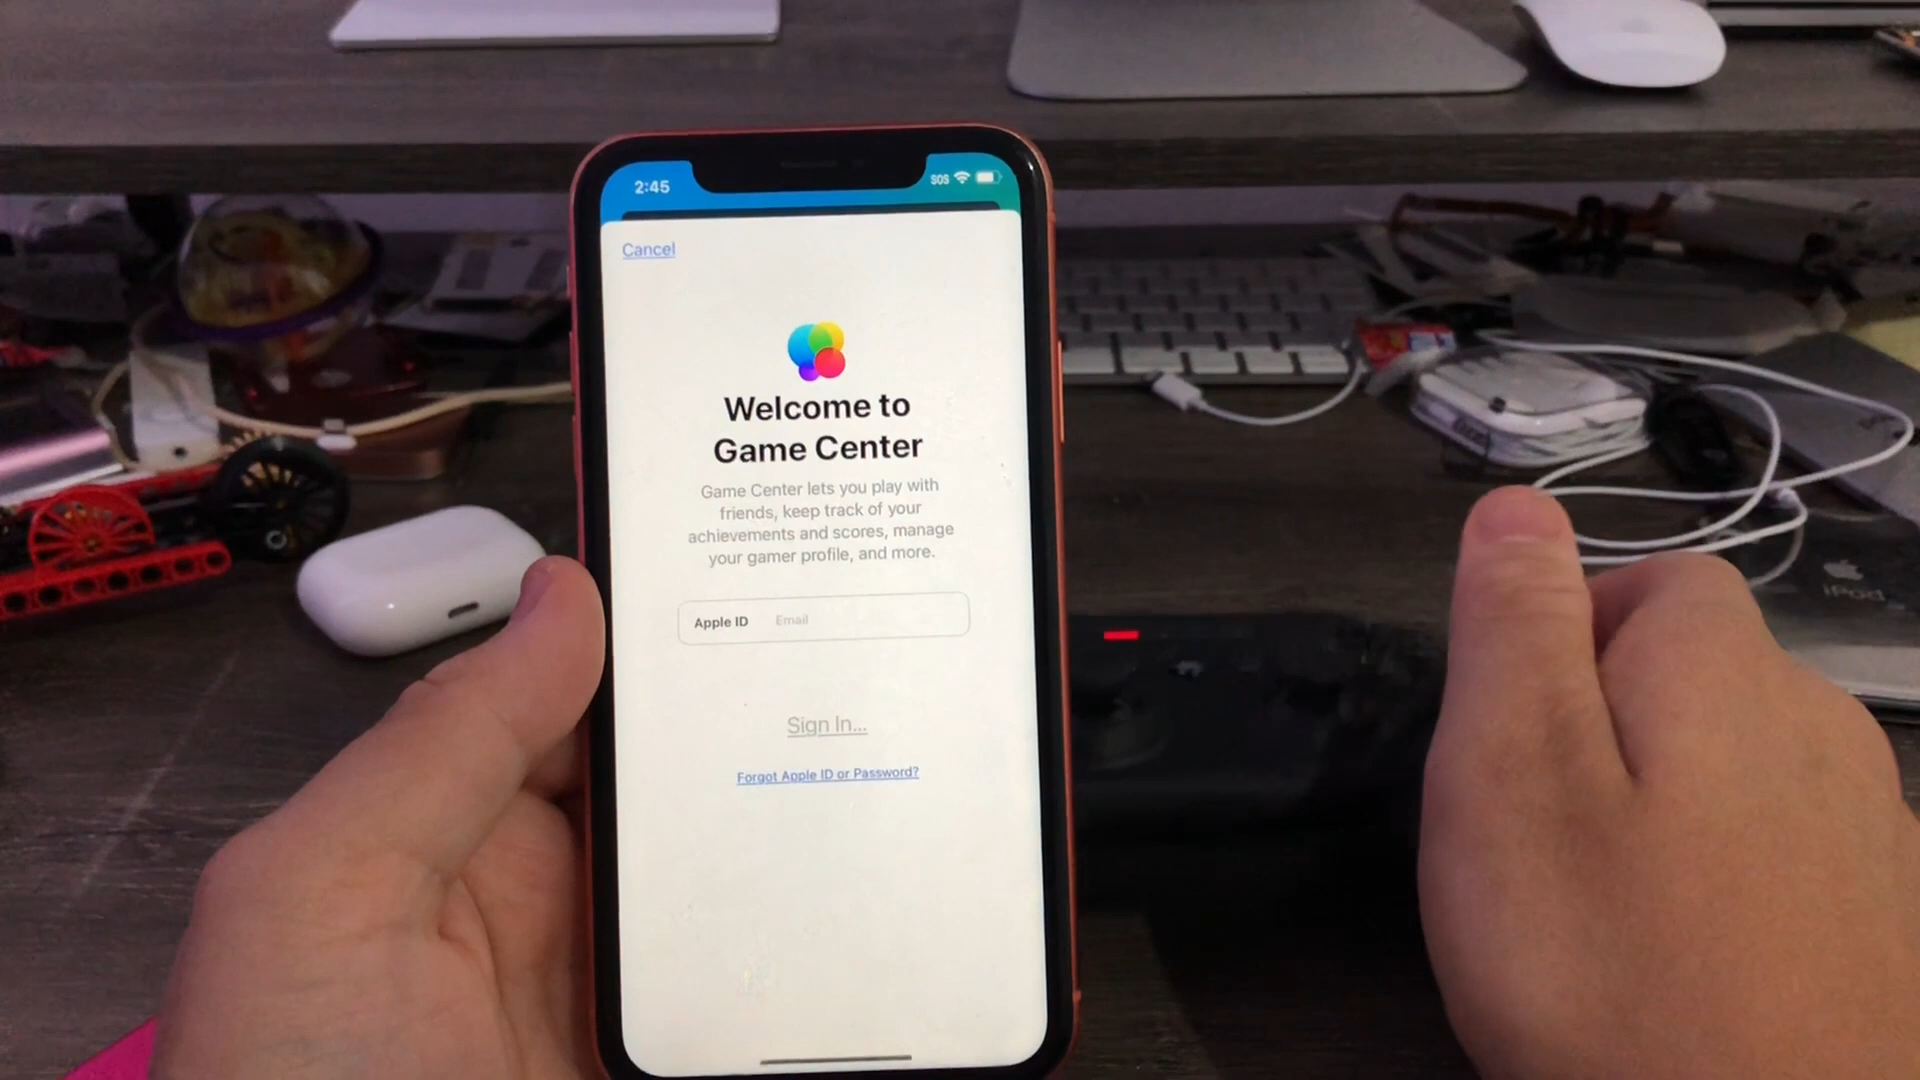 2:45
SOS
Cancel
Welcome to
Game Center
Game Center lets you play with
friends, keep track of your
achievements and scores, manage
your gamer profile, and more.
Apple ID Email
Sign In...
Forgot Apple ID or Password?
iPod